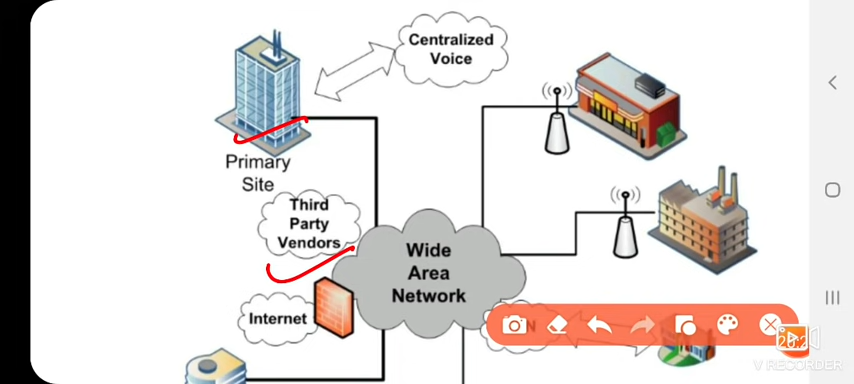 Centralized
Voice
Primary
Site
Third
Party
Vendors
Wide
Area
Network
Internet
V RECORDER